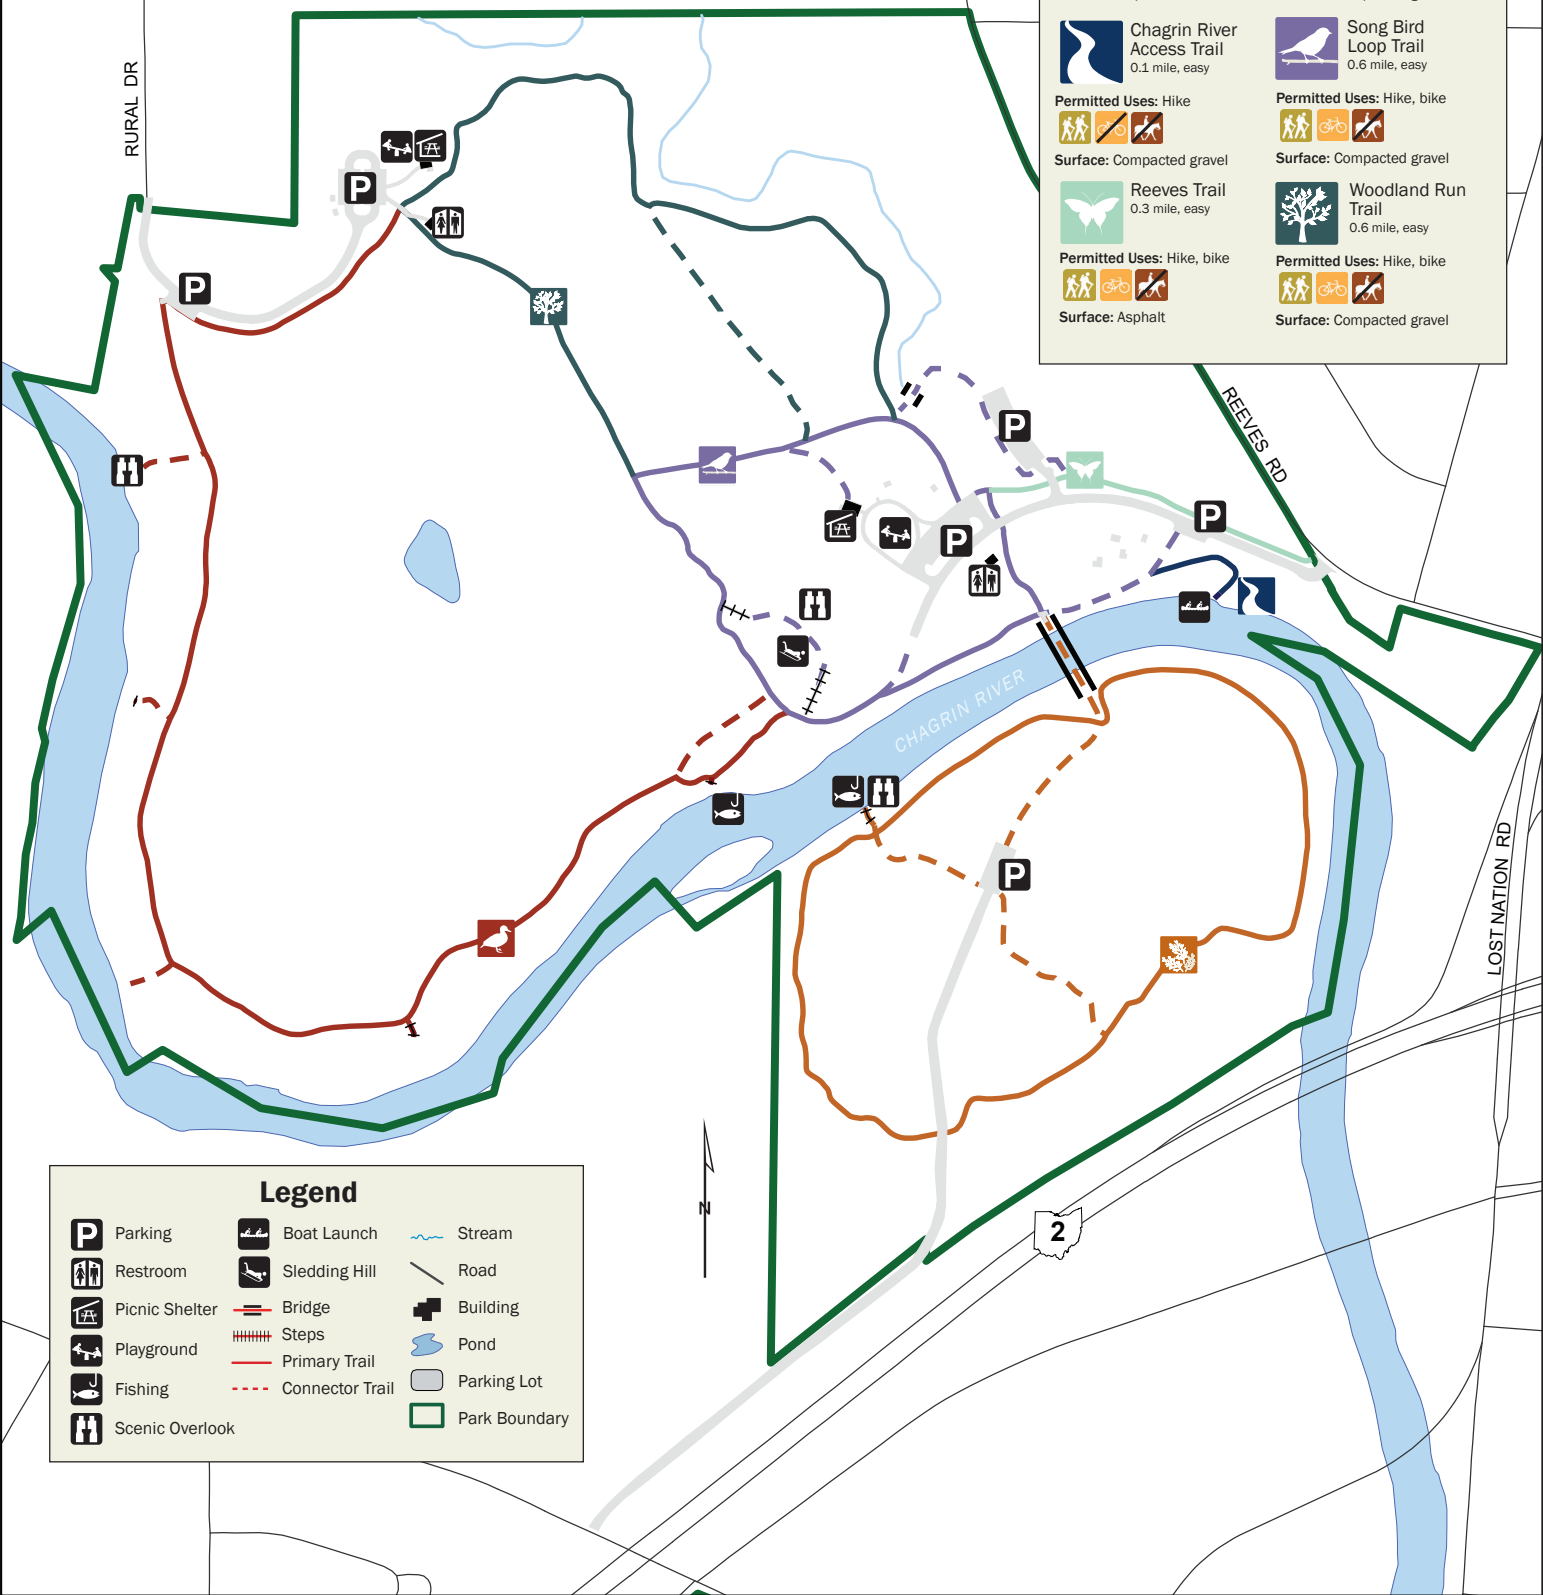 Chagrin River
Access Trail
0.1 mile, easy
Permitted Uses: Hike
Surface: Compacted gravel
Song Bird
Loop Trail
0.6 mile, easy
Permitted Uses: Hike, bike
Surface: Compacted gravel
Reeves Trail
0.3 mile, easy
Permitted Uses: Hike, bike
Surface: Asphalt
Woodland Run
Trail
0.6 mile, easy
Permitted Uses: Hike, bike
Surface: Compacted gravel
RURAL DR
P
P
P
REEVES RD
P
P
CHAGRIN RIVER
P
LOST NATION RD
N
2
Legend
P Parking
Restroom
Picnic Shelter
Playground
Fishing
Scenic Overlook
Boat Launch
Sledding Hill
Bridge
Steps
Primary Trail
Connector Trail
Stream
Road
Building
Pond
Parking Lot
Park Boundary